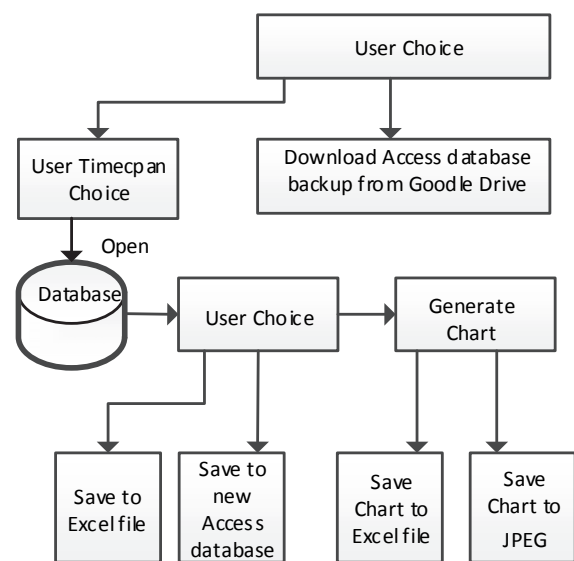 User Choice
User Timecpan
Choice
Download Access database
backup from Goodle Drive
Open
Database
User Choice
Generate
Chart
Save to
Excel file
Save to
new
Access
database
Save
Chart to
Excel file
Save
Chart to
JPEG